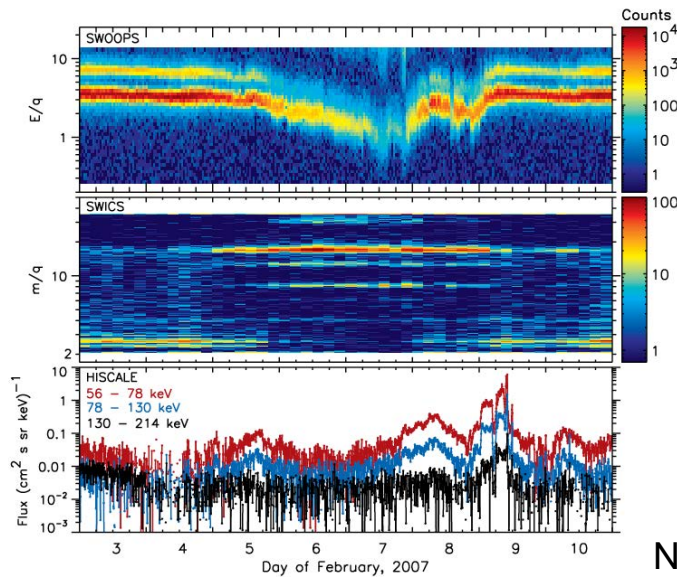 Counts
SWOOPS
10
1
E/q
10⁴
10³
100
10
1
SWICS
10
2
m/q
100
10
1
HISCALE
56 – 78 keV
78 – 130 keV
130 – 214 keV
10
1
0.1
0.01
10⁻²
10⁻³
Flux (cm² s sr keV)⁻¹
3 4 5 6 7 8 9 10
Day of February, 2007
N